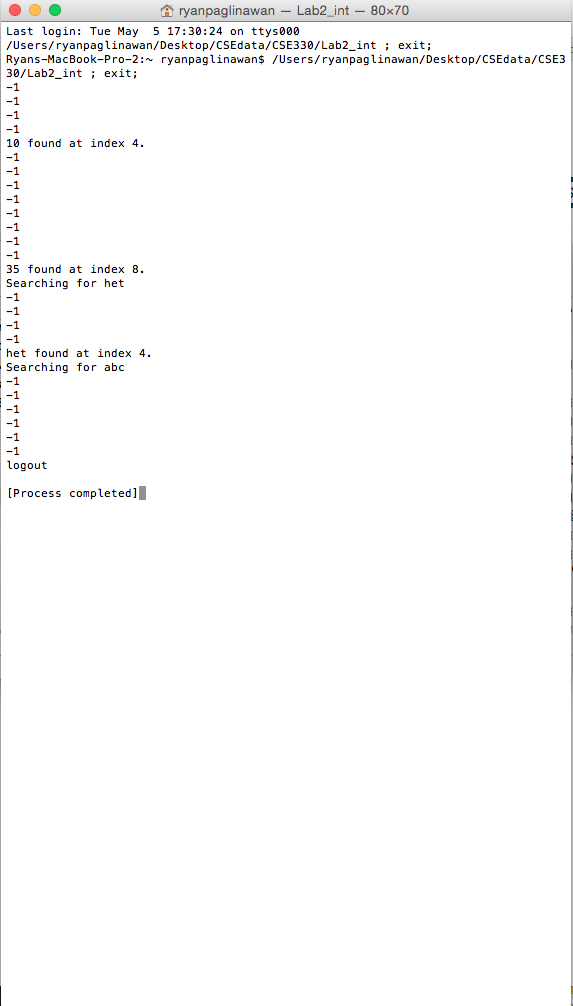 ryanpaglinawan — Lab2_int — 80×70
Last login: Tue May  5 17:30:24 on ttys000
/Users/ryanpaglinawan/Desktop/CSEdata/CSE330/Lab2_int ; exit;
Ryans-MacBook-Pro-2:~ ryanpaglinawan$ /Users/ryanpaglinawan/Desktop/CSEdata/CSE3
30/Lab2_int ; exit;
-1
-1
-1
-1
10 found at index 4.
-1
-1
-1
-1
-1
-1
-1
-1
35 found at index 8.
Searching for het
-1
-1
-1
-1
het found at index 4.
Searching for abc
-1
-1
-1
-1
-1
-1
logout
[Process completed]